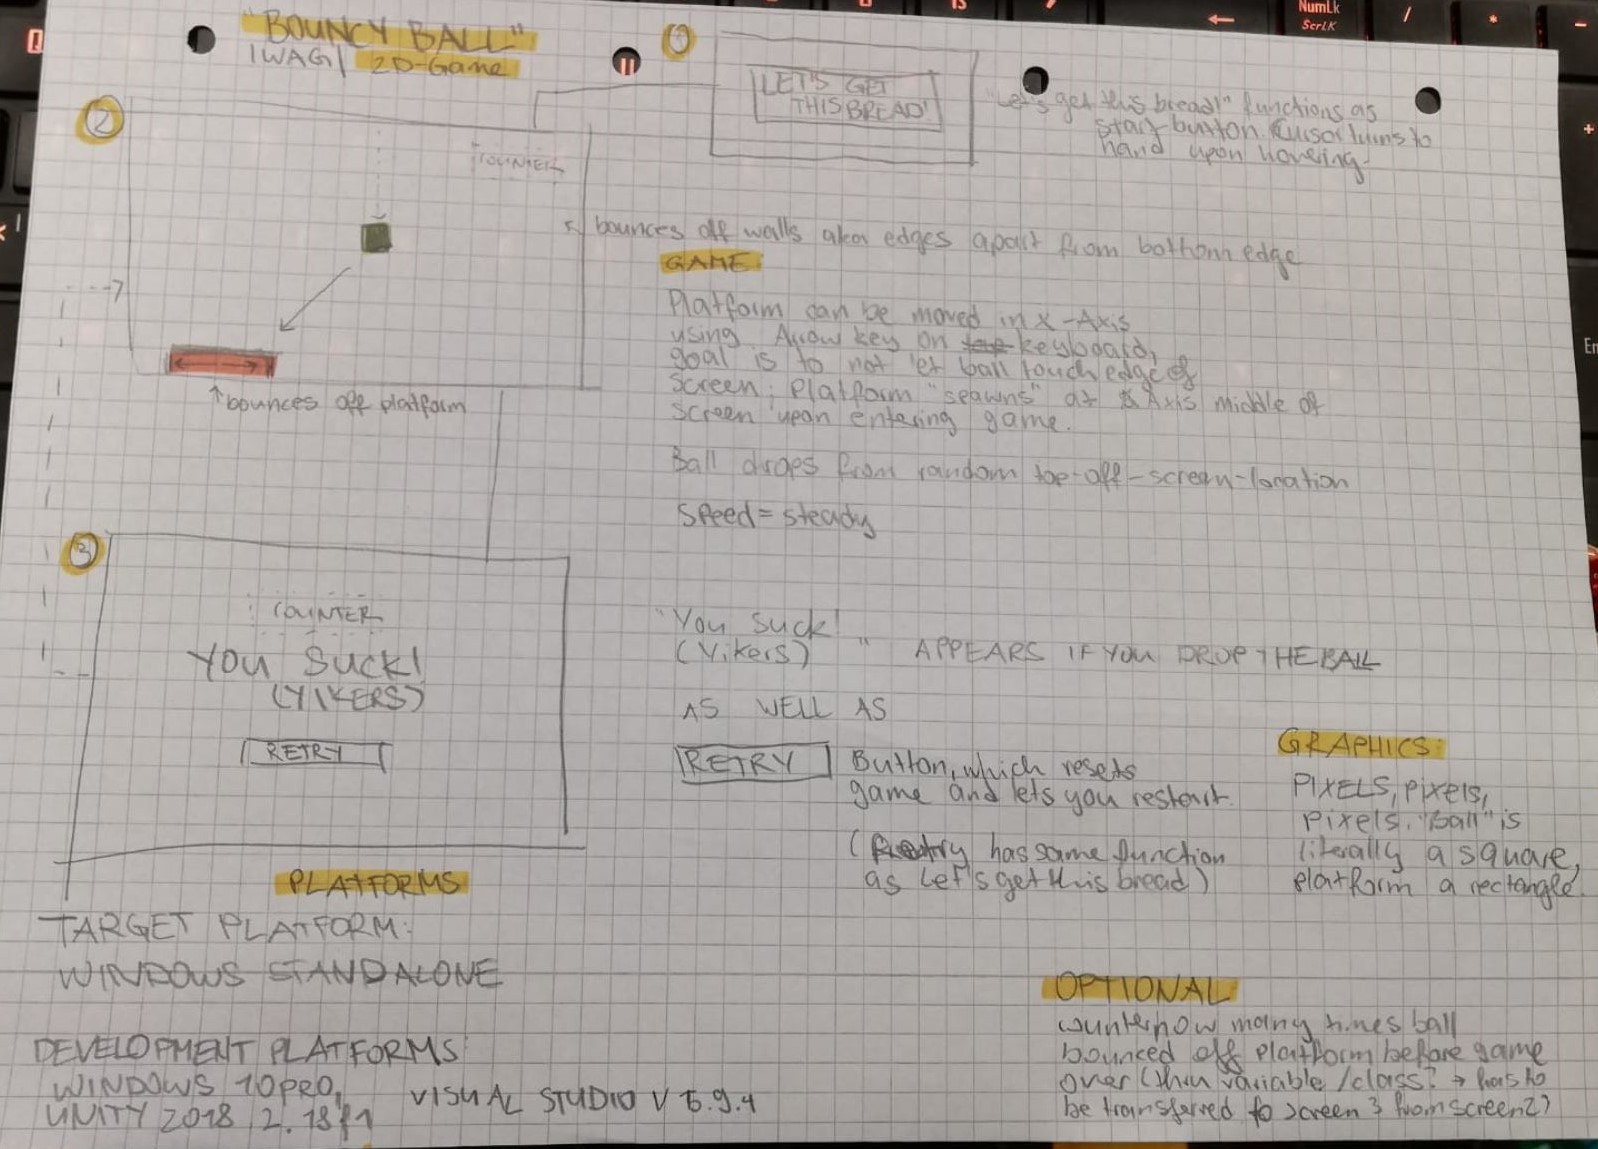 "BOUNCY BALL"
IWAG1 2D-Game
1
LET'S GET
THIS BREAD!
"Let's get this bread!" functions as
start button. Cursor turns to
hand upon hovering.
2
COUNTER
bounces off walls aka edges apart from bottom edge
GAME:
Platform can be moved in X-Axis
using Arrow key on keyboard,
goal is to not let ball touch edge of
screen; Platform "spawns" at Axis middle of
screen upon entering game.
↑bounces off platform
Ball drops from random top-off-screen-location
Speed = steady
3
COUNTER
YOU SUCK!
(YIKERS)
RETRY
"You Suck!
(Yikers) " APPEARS IF YOU DROP THE BALL
AS WELL AS
RETRY Button, which resets
game and lets you restart.
(Retry has same function
as Let's get this bread)
GRAPHICS:
PIXELS, pixels,
pixels. "Ball" is
literally a square,
platform a rectangle.
PLATFORMS
TARGET PLATFORM:
WINDOWS STANDALONE
DEVELOPMENT PLATFORMS:
WINDOWS 10 PRO,
UNITY 2018.2.18f1
VISUAL STUDIO V 15.9.4
OPTIONAL
how many times ball
bounced off platform before game
over (thru variable/class? → has to
be transferred to screen 3 from screen 2)
NumLk
ScrLK
/
*
-
+
←